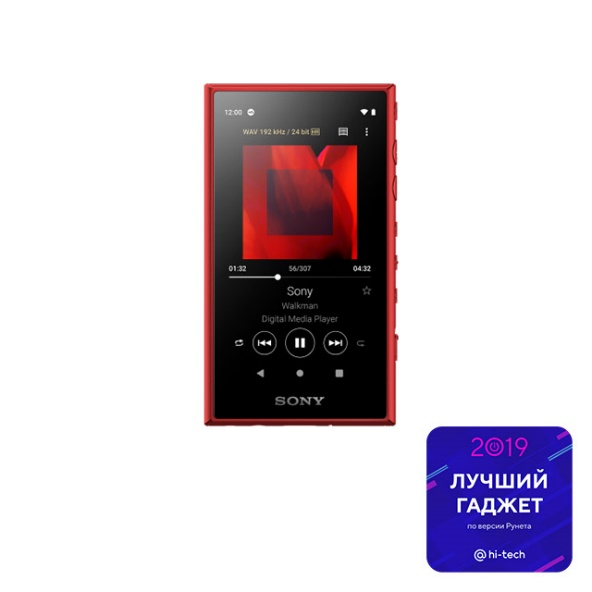 12:00
WAV 192 kHz / 24 bit HR
01:32 56/307 04:32
Sony
Walkman
Digital Media Player
SONY
2019
ЛУЧШИЙ
ГАДЖЕТ
по версии Рунета
@hi-tech